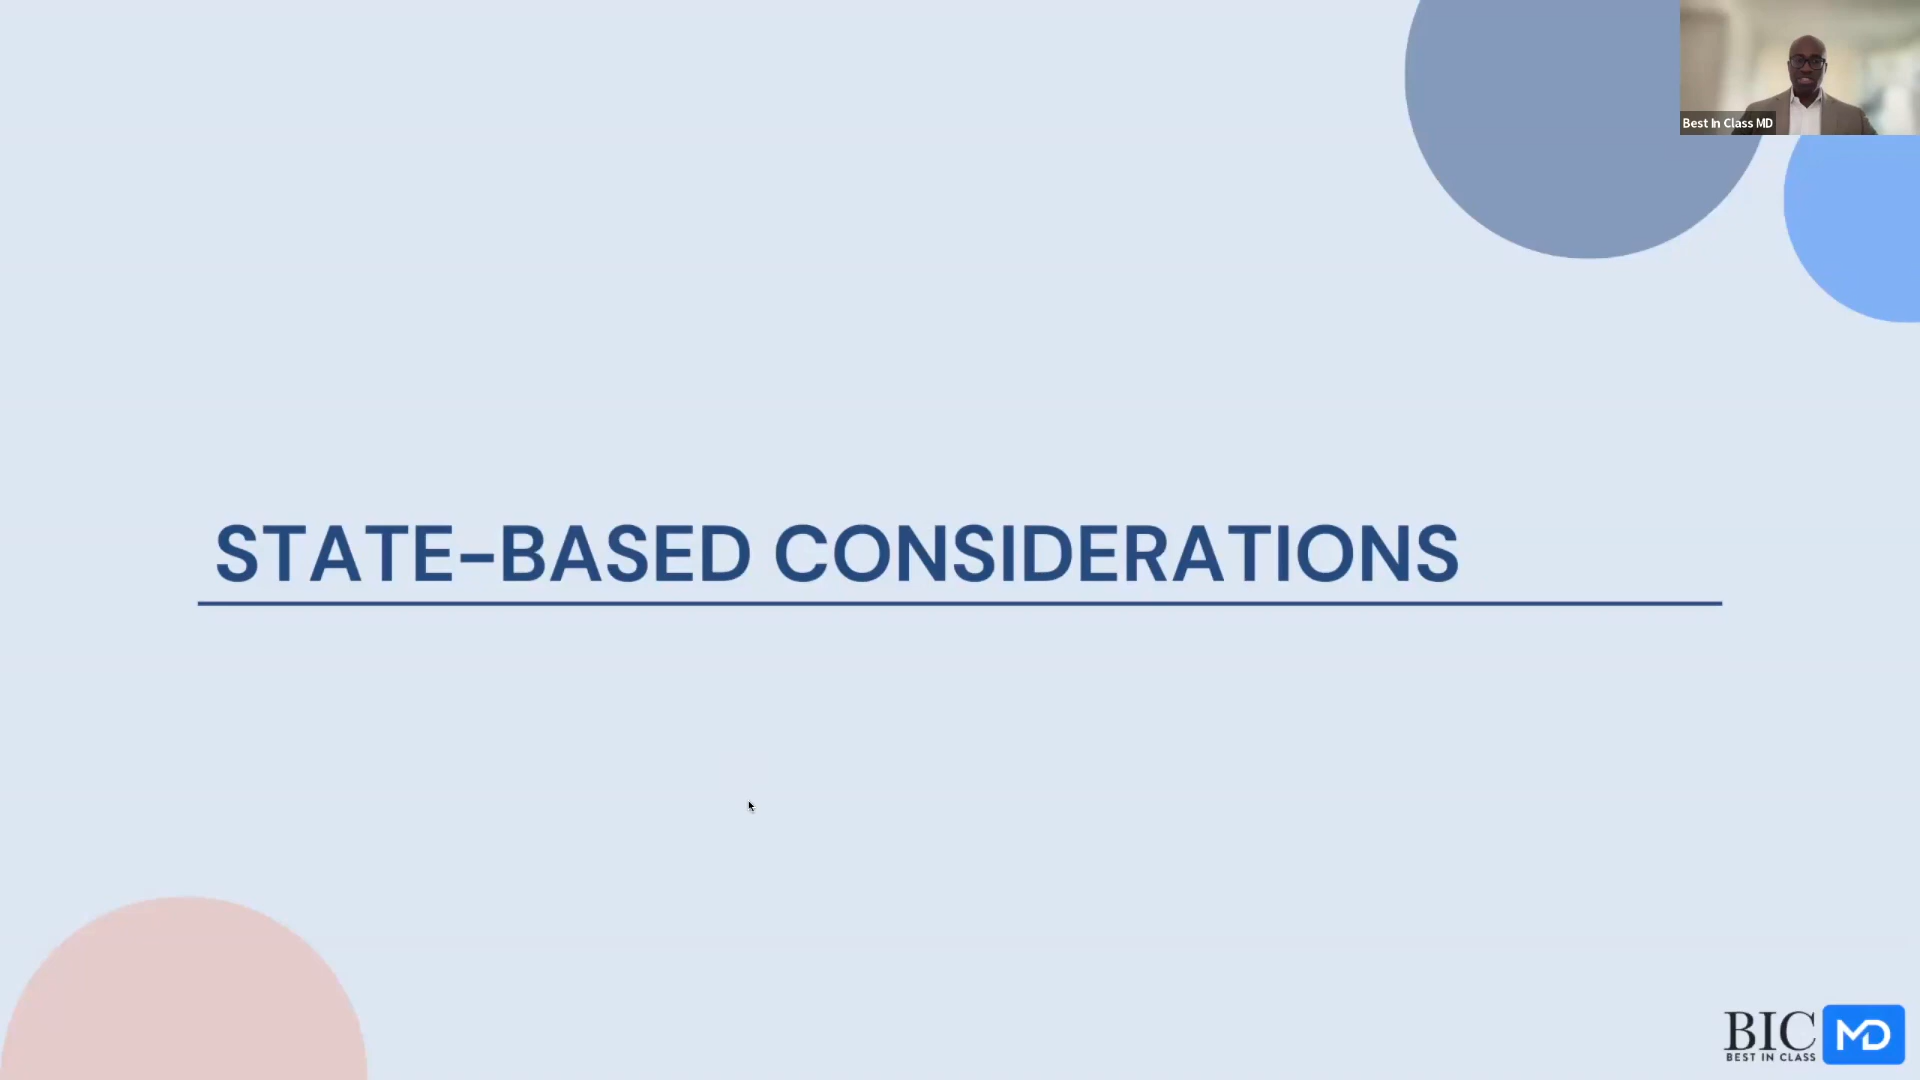 Best In Class MD
STATE-BASED CONSIDERATIONS
BIC MD
BEST IN CLASS